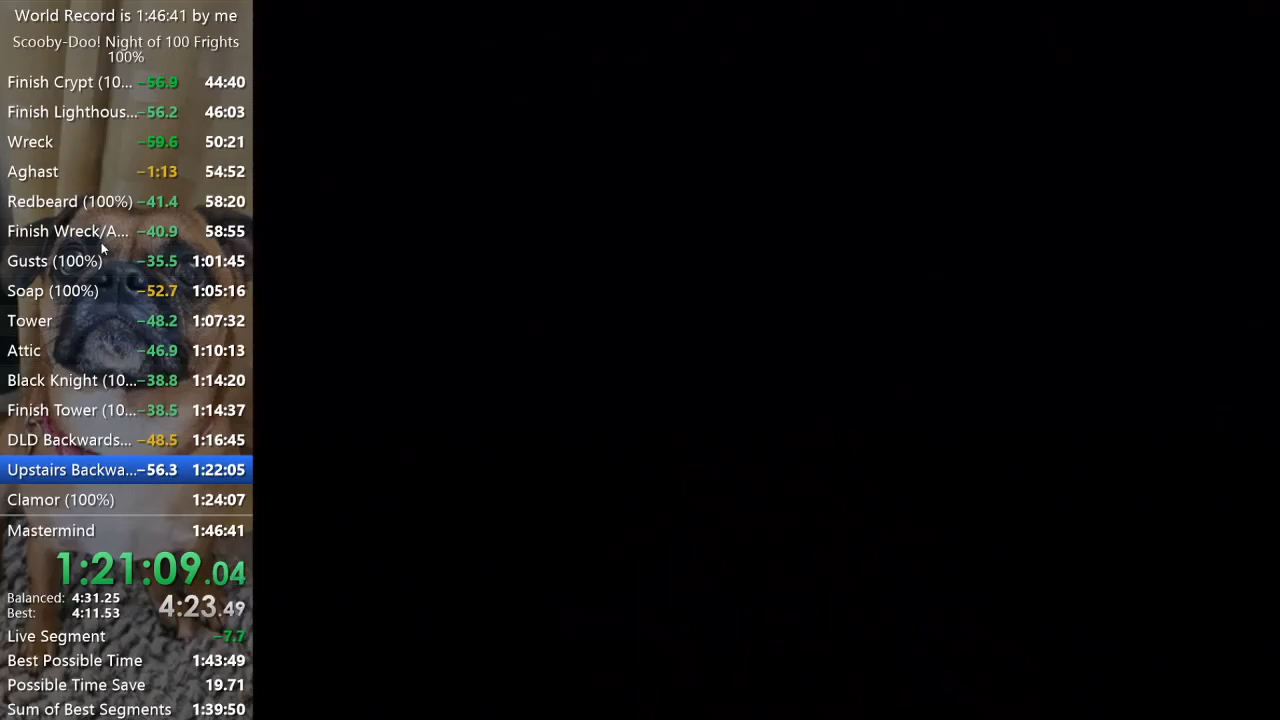 World Record is 1:46:41 by me
Scooby-Doo! Night of 100 Frights
100%
Finish Crypt (10... −56.9 44:40
Finish Lighthous... −56.2 46:03
Wreck −59.6 50:21
Aghast −1:13 54:52
Redbeard (100%) −41.4 58:20
Finish Wreck/A... −40.9 58:55
Gusts (100%) −35.5 1:01:45
Soap (100%) −52.7 1:05:16
Tower −48.2 1:07:32
Attic −46.9 1:10:13
Black Knight (10... −38.8 1:14:20
Finish Tower (10... −38.5 1:14:37
DLD Backwards... −48.5 1:16:45
Upstairs Backwa... −56.3 1:22:05
Clamor (100%) 1:24:07
Mastermind 1:46:41
1:21:09.04
Balanced: 4:31.25
Best: 4:11.53
4:23.49
Live Segment −7.7
Best Possible Time 1:43:49
Possible Time Save 19.71
Sum of Best Segments 1:39:50